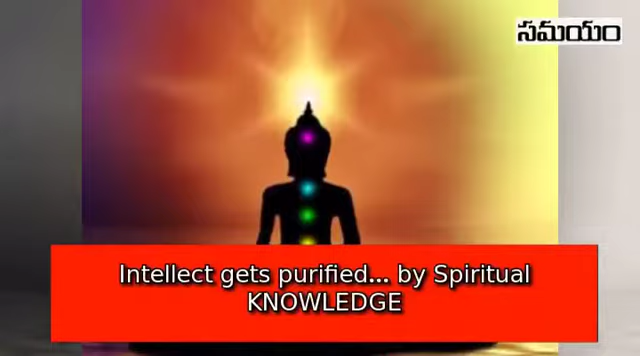 సమయం
Intellect gets purified... by Spiritual
KNOWLEDGE